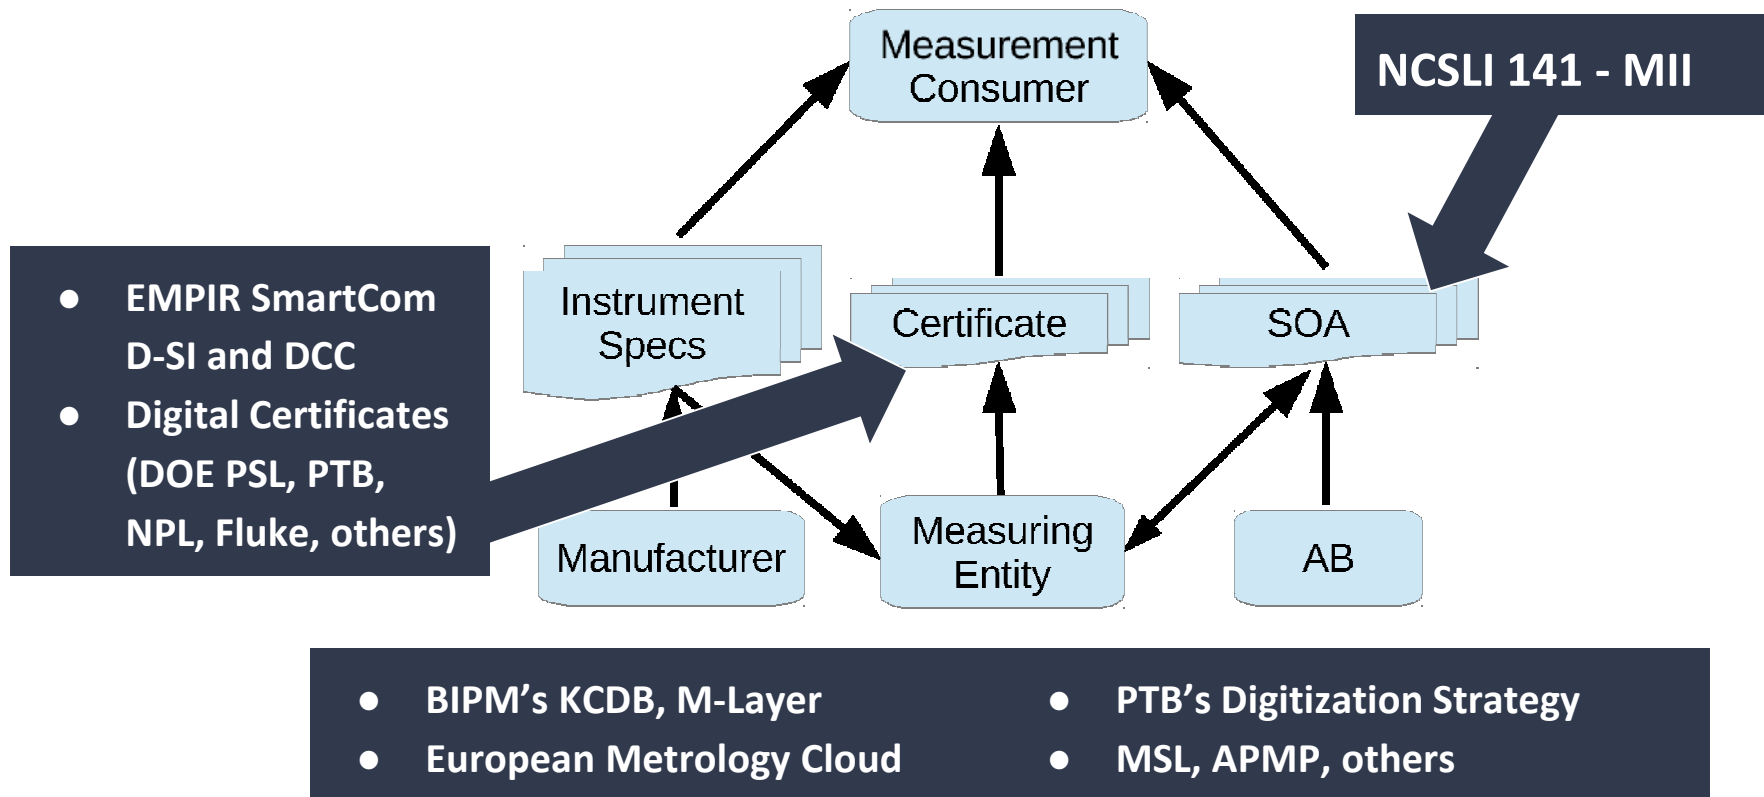 Measurement
Consumer
NCSLI 141 - MII
● EMPIR SmartCom
D-SI and DCC
● Digital Certificates
(DOE PSL, PTB,
NPL, Fluke, others)
Instrument
Specs
Certificate
SOA
Manufacturer
Measuring
Entity
AB
● BIPM’s KCDB, M-Layer
● European Metrology Cloud
● PTB’s Digitization Strategy
● MSL, APMP, others